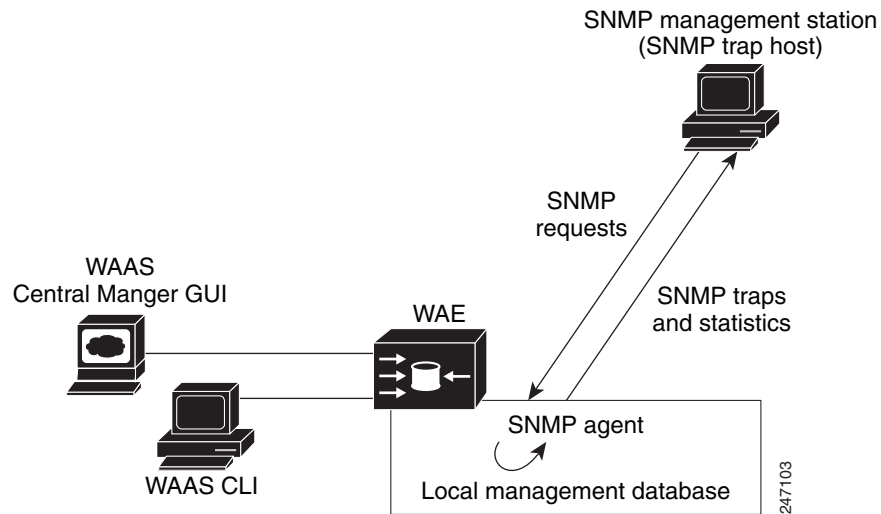 SNMP management station
(SNMP trap host)
SNMP
requests
SNMP traps
and statistics
WAAS
Central Manger GUI
WAE
WAAS CLI
SNMP agent
Local management database
247103